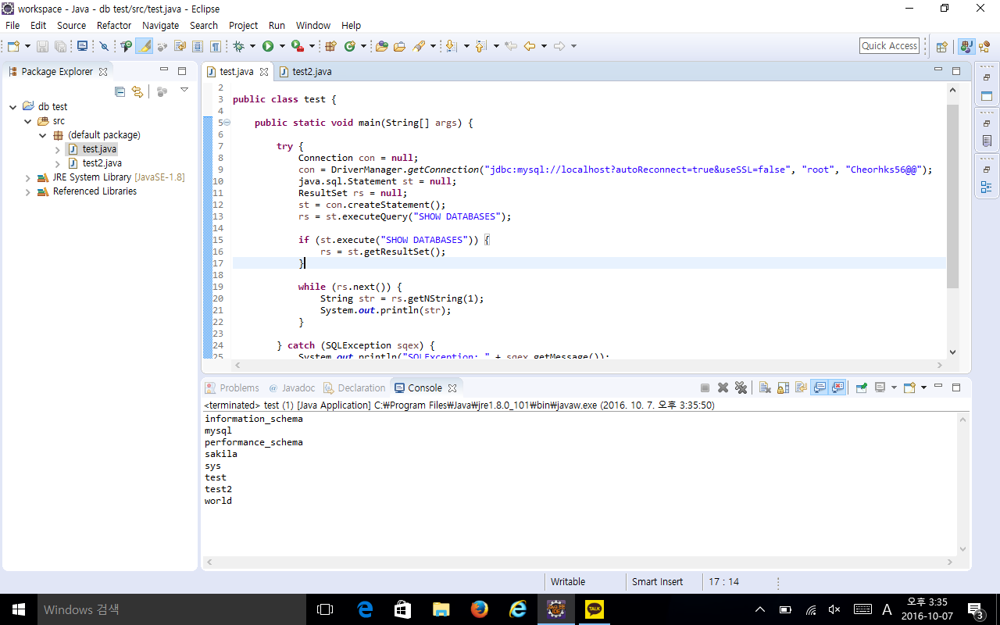 workspace - Java - db test/src/test.java - Eclipse
File Edit Source Refactor Navigate Search Project Run Window Help
Quick Access
Package Explorer
db test
src
(default package)
test.java
test2.java
JRE System Library [JavaSE-1.8]
Referenced Libraries
test.java test2.java
2
3 public class test {
4
5 public static void main(String[] args) {
6
7 try {
8 Connection con = null;
9 con = DriverManager.getConnection("jdbc:mysql://localhost?autoReconnect=true&useSSL=false", "root", "Cheorhks56@@");
10 java.sql.Statement st = null;
11 ResultSet rs = null;
12 st = con.createStatement();
13 rs = st.executeQuery("SHOW DATABASES");
14
15 if (st.execute("SHOW DATABASES")) {
16 rs = st.getResultSet();
17 }
18
19 while (rs.next()) {
20 String str = rs.getNString(1);
21 System.out.println(str);
22 }
23
24 } catch (SQLException sqex) {
25 System.out.println("SQLException: " + sqex.getMessage());
Problems Javadoc Declaration Console
<terminated> test (1) [Java Application] C:₩Program Files₩Java₩jre1.8.0_101₩bin₩javaw.exe (2016. 10. 7. 오후 3:35:50)
information_schema
mysql
performance_schema
sakila
sys
test
test2
world
Writable Smart Insert 17 : 14
Windows 검색
Java EE
IDE
TALK
A
오후 3:35
2016-10-07
3